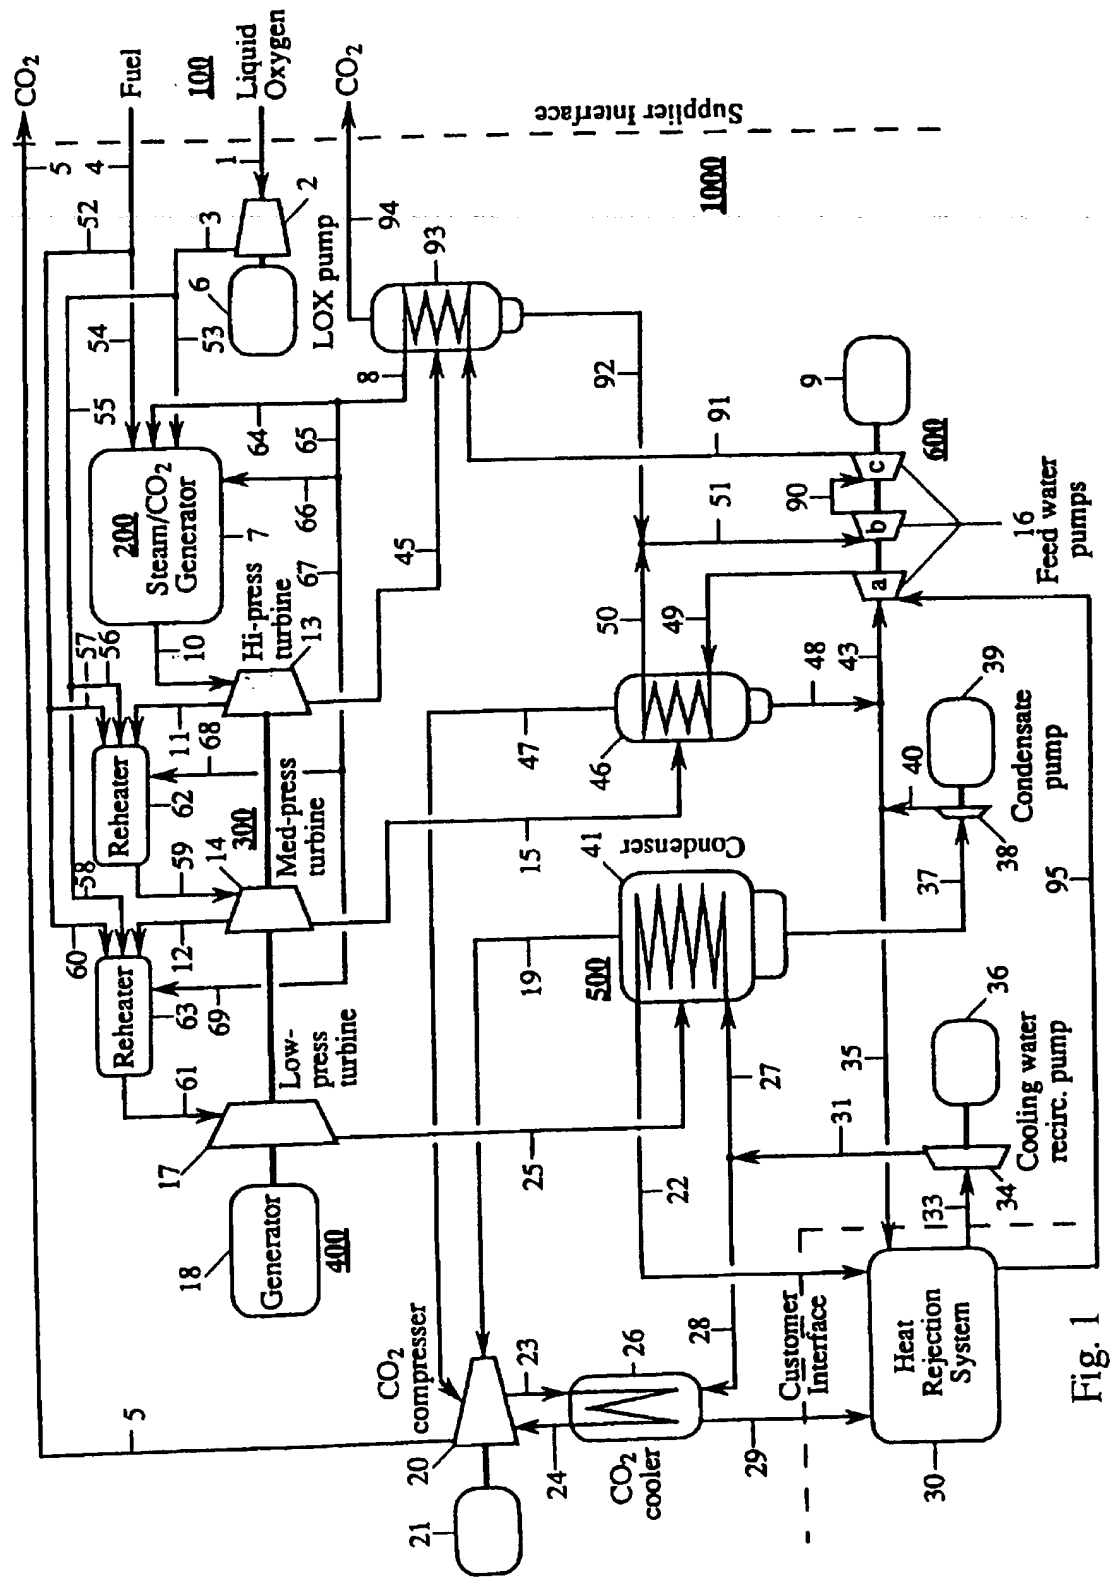 CO₂
5
5
4
52
Fuel
60
58
57
56
55
54
100
Reheater
Reheater
200
Steam/CO₂
Generator
61
63
12
59
62
11
10
53
3
1
17
69
14
68
7
66
64
6
2
Liquid
Oxygen
18
Generator
400
Low-
press
turbine
300
Med-press
turbine
Hi-press
turbine
13
67
65
8
LOX pump
94
CO₂
CO₂
compresser
20
21
45
93
23
24
25
19
15
47
26
CO₂
cooler
500
41
46
50
92
22
49
29
28
27
Condenser
48
51
91
Supplier Interface
1000
Customer
Interface
31
35
43
90
a
b
c
9
600
30
Heat
Rejection
System
33
34
36
37
38
40
39
16
Feed water
pumps
Cooling water
recirc. pump
Condensate
pump
95
Fig. 1